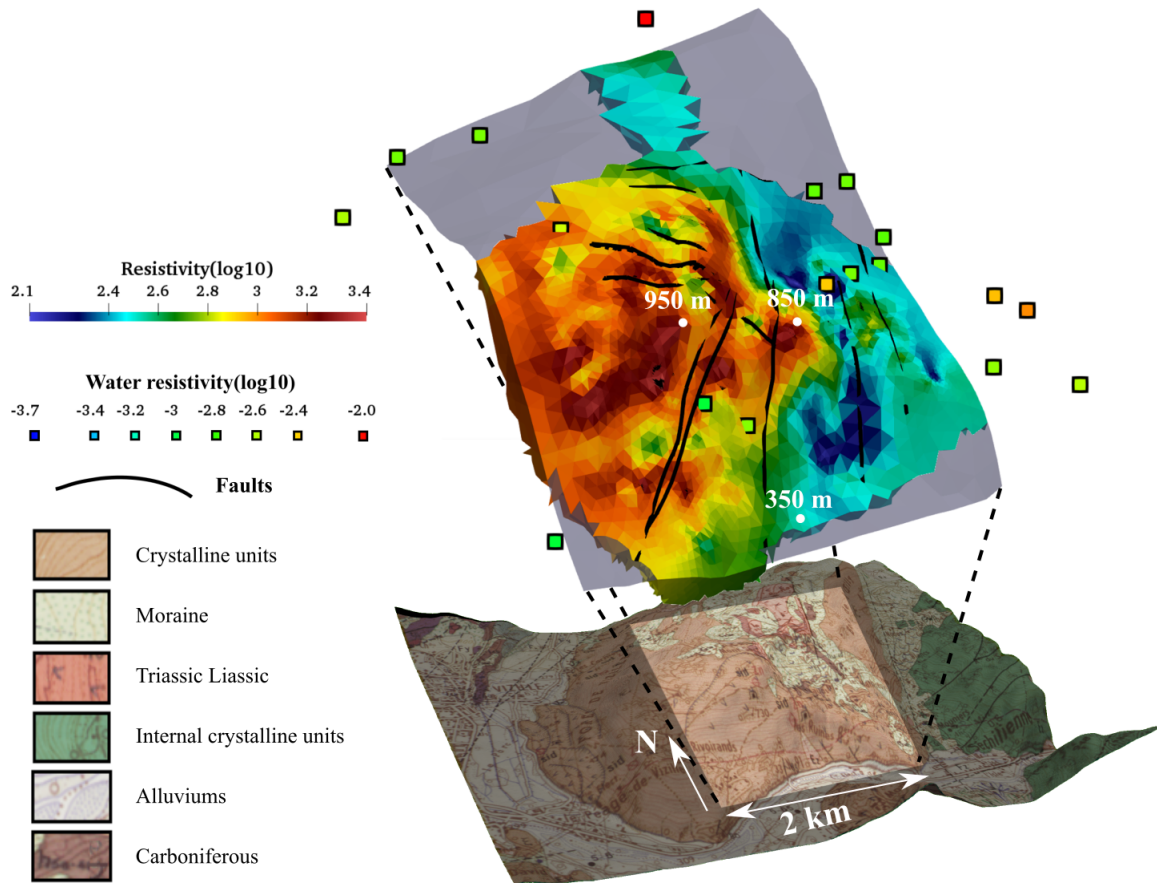 950 m
850 m
350 m
Resistivity(log10)
2.1 2.4 2.6 2.8 3 3.2 3.4
Water resistivity(log10)
-3.7 -3.4 -3.2 -3 -2.8 -2.6 -2.4 -2.0
Faults
Crystalline units
Moraine
Triassic Liassic
Internal crystalline units
Alluviums
Carboniferous
N
2 km